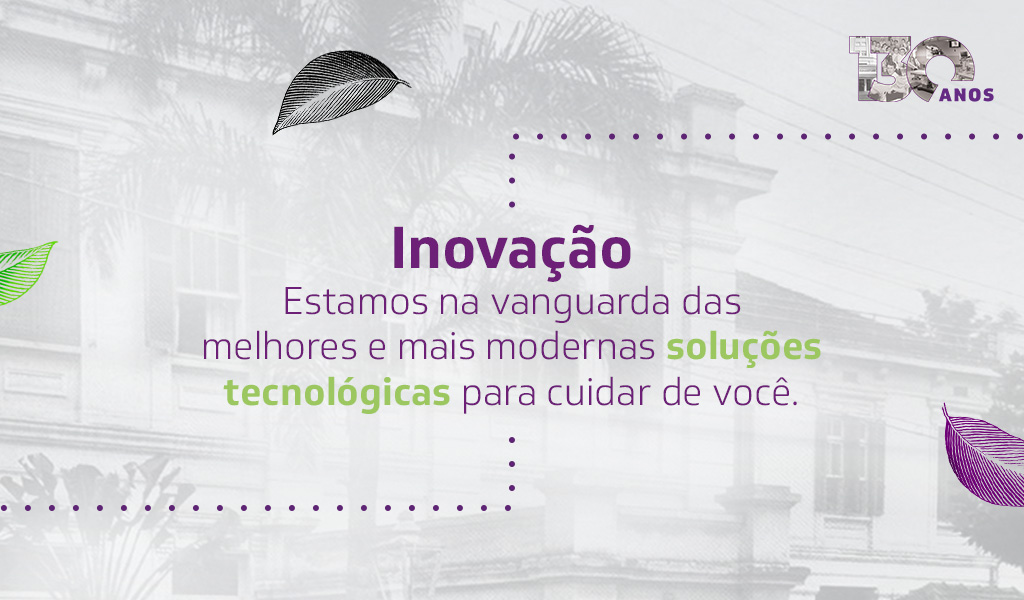 130 ANOS
Inovação
Estamos na vanguarda das
melhores e mais modernas soluções
tecnológicas para cuidar de você.